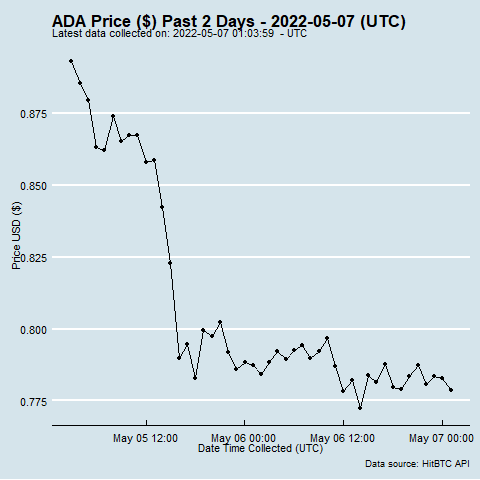 ADA Price ($) Past 2 Days - 2022-05-07 (UTC)
Latest data collected on: 2022-05-07 01:03:59  - UTC
Price USD ($)
0.875
0.850
0.825
0.800
0.775
May 05 12:00 May 06 00:00 May 06 12:00 May 07 00:00
Date Time Collected (UTC)
Data source: HitBTC API